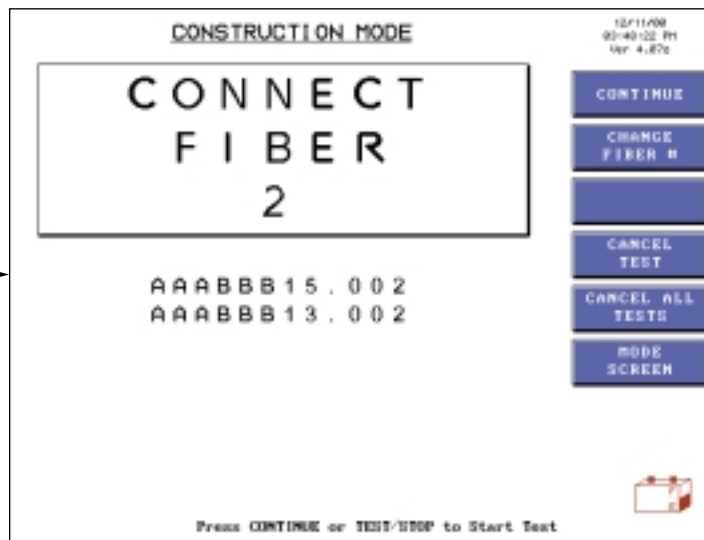 CONSTRUCTION MODE
12/11/00
03:40:22 PM
Ver 4.07c
CONNECT
FIBER
2
AAABBB15.002
AAABBB13.002
CONTINUE
CHANGE
FIBER #
CANCEL
TEST
CANCEL ALL
TESTS
MODE
SCREEN
Press CONTINUE or TEST/STOP to Start Test